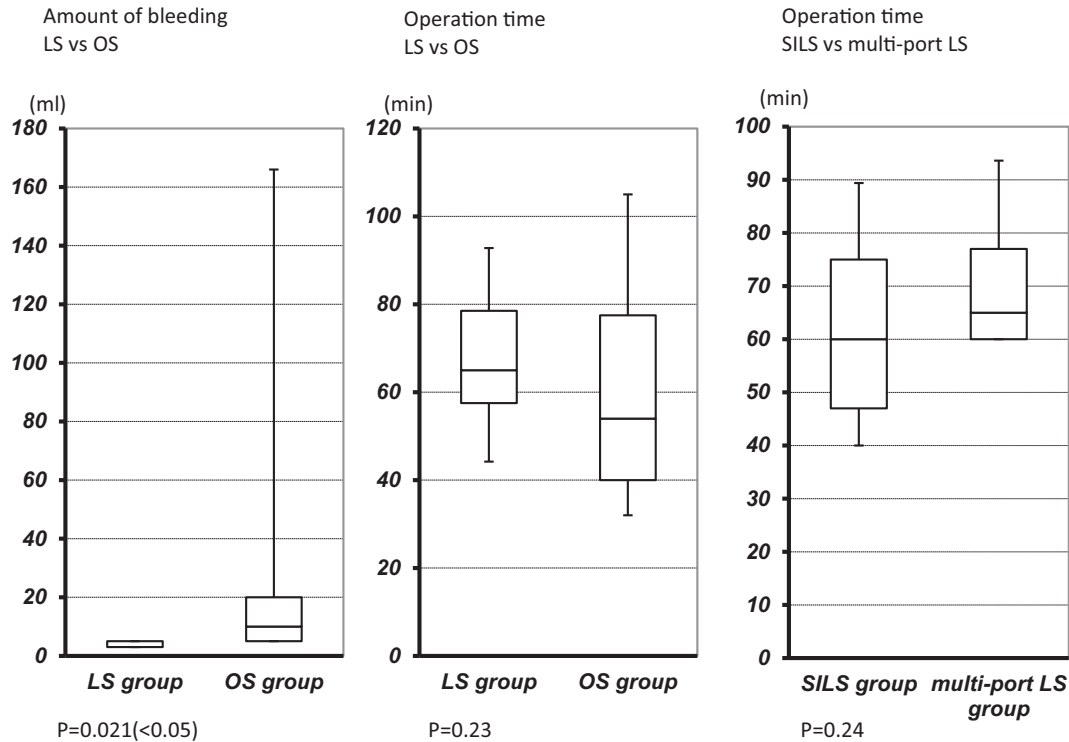 Amount of bleeding
LS vs OS
(ml)
180
160
140
120
100
80
60
40
20
0
LS group
OS group
P=0.021(<0.05)
Operation time
LS vs OS
(min)
120
100
80
60
40
20
0
LS group
OS group
P=0.23
Operation time
SILS vs multi-port LS
(min)
100
90
80
70
60
50
40
30
20
10
0
SILS group
multi-port LS
group
P=0.24